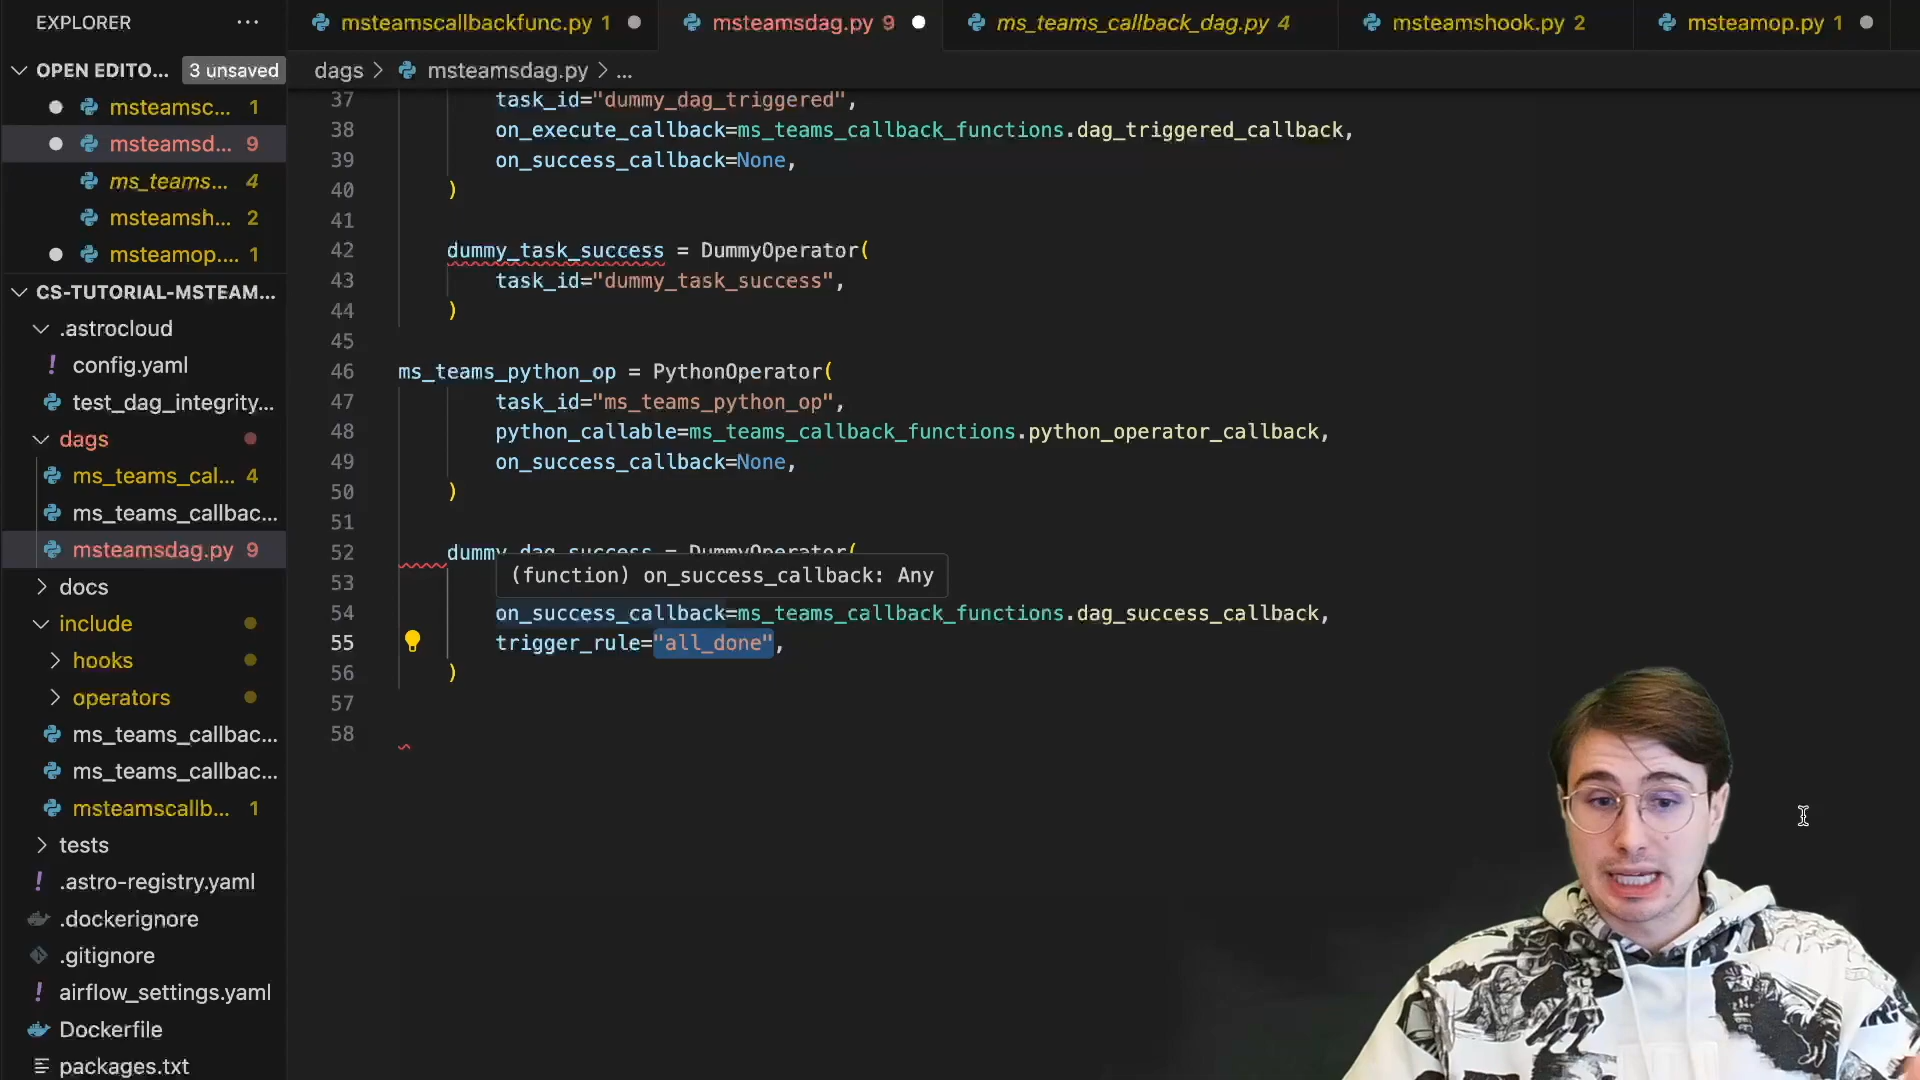 EXPLORER
msteamscallbackfunc.py 1
msteamsdag.py 9
ms_teams_callback_dag.py 4
msteamshook.py 2
msteamop.py 1
OPEN EDITO... 3 unsaved
msteamsc... 1
msteamsd... 9
ms_teams... 4
msteamsh... 2
msteamop.... 1
CS-TUTORIAL-MSTEAM...
.astrocloud
config.yaml
test_dag_integrity...
dags
ms_teams_cal... 4
ms_teams_callbac...
msteamsdag.py 9
docs
include
hooks
operators
ms_teams_callbac...
ms_teams_callbac...
msteamscallb... 1
tests
.astro-registry.yaml
.dockerignore
.gitignore
airflow_settings.yaml
Dockerfile
packages.txt
dags > msteamsdag.py > ...
37 task_id="dummy_dag_triggered",
38 on_execute_callback=ms_teams_callback_functions.dag_triggered_callback,
39 on_success_callback=None,
40 )
41
42 dummy_task_success = DummyOperator(
43 task_id="dummy_task_success",
44 )
45
46 ms_teams_python_op = PythonOperator(
47 task_id="ms_teams_python_op",
48 python_callable=ms_teams_callback_functions.python_operator_callback,
49 on_success_callback=None,
50 )
51
52 dummy_dag_success = DummyOperator(
53 (function) on_success_callback: Any
54 on_success_callback=ms_teams_callback_functions.dag_success_callback,
55 trigger_rule="all_done",
56 )
57
58